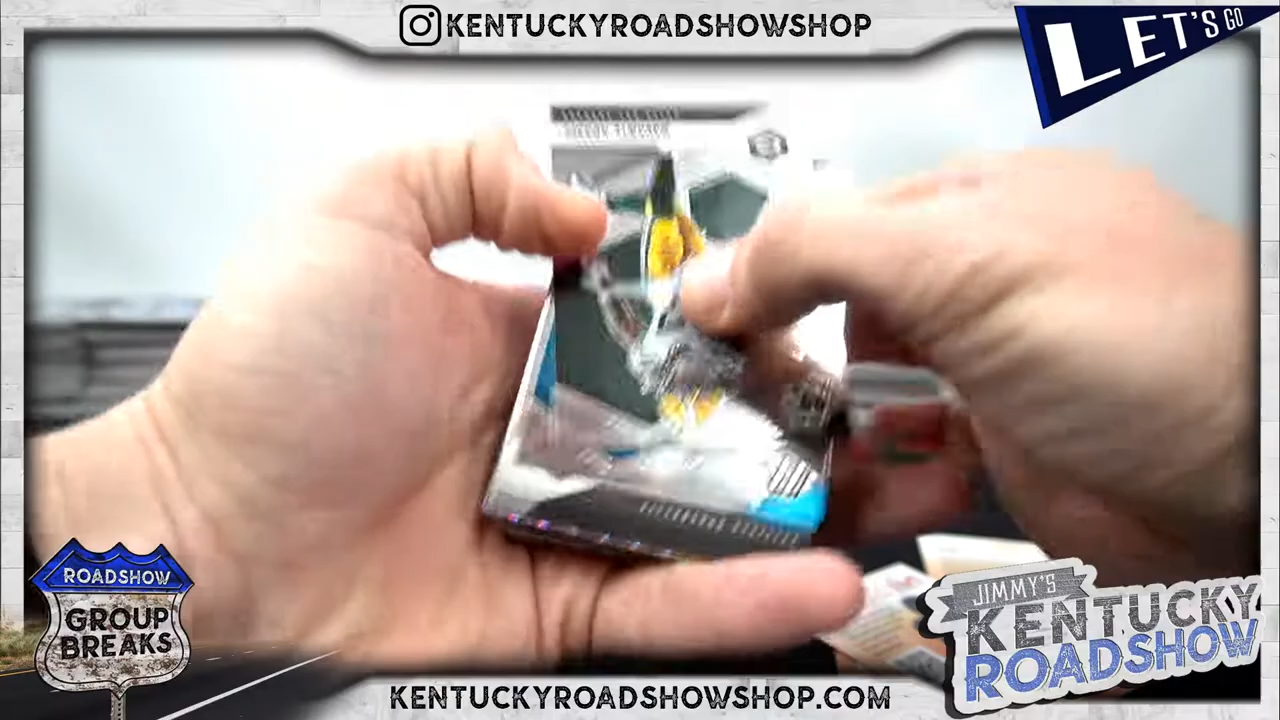 KENTUCKYROADSHOWSHOP
LET'S GO
ROADSHOW
GROUP
BREAKS
JIMMY'S
KENTUCKY
ROADSHOW
KENTUCKYROADSHOWSHOP.COM